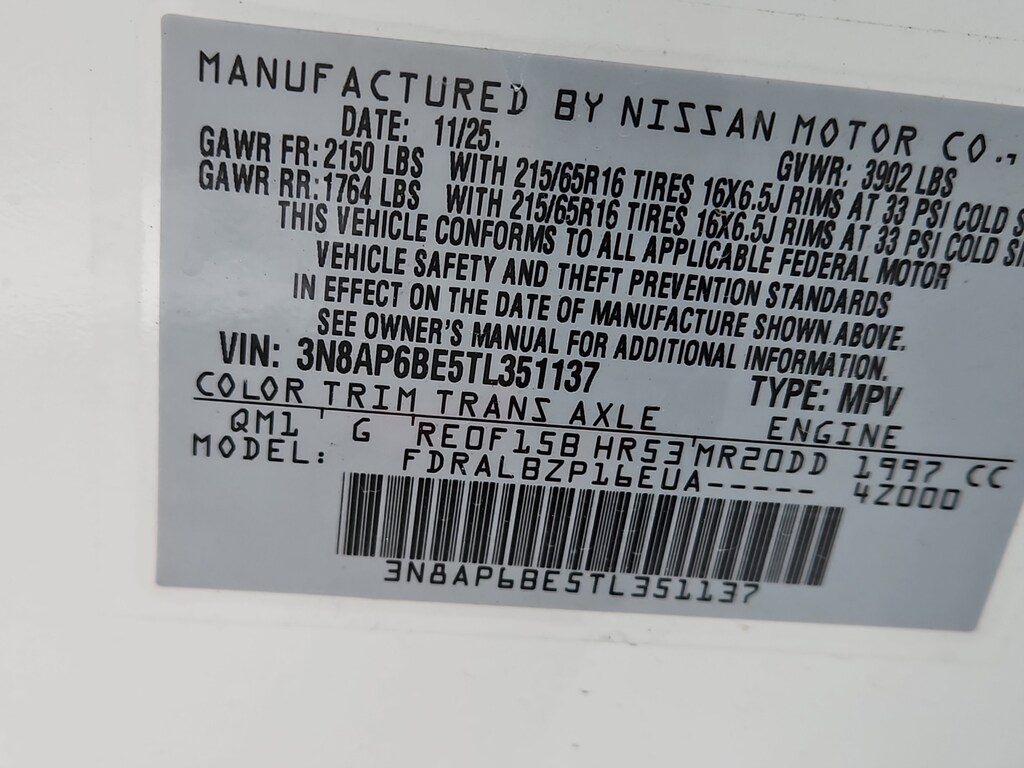 MANUFACTURED BY NISSAN MOTOR CO.,
DATE: 11/25. GVWR: 3902 LBS
GAWR FR: 2150 LBS WITH 215/65R16 TIRES 16X6.5J RIMS AT 33 PSI COLD
GAWR RR: 1764 LBS WITH 215/65R16 TIRES 16X6.5J RIMS AT 33 PSI COLD
THIS VEHICLE CONFORMS TO ALL APPLICABLE FEDERAL MOTOR
VEHICLE SAFETY AND THEFT PREVENTION STANDARDS
IN EFFECT ON THE DATE OF MANUFACTURE SHOWN ABOVE.
SEE OWNER'S MANUAL FOR ADDITIONAL INFORMATION.
VIN: 3N8AP6BE5TL351137 TYPE: MPV
COLOR TRIM TRANS AXLE ENGINE
QM1 G RE0F15B HR53 MR20DD 1997 CC
MODEL: FDRALBZP16EUA----- 4Z000
3N8AP6BE5TL351137